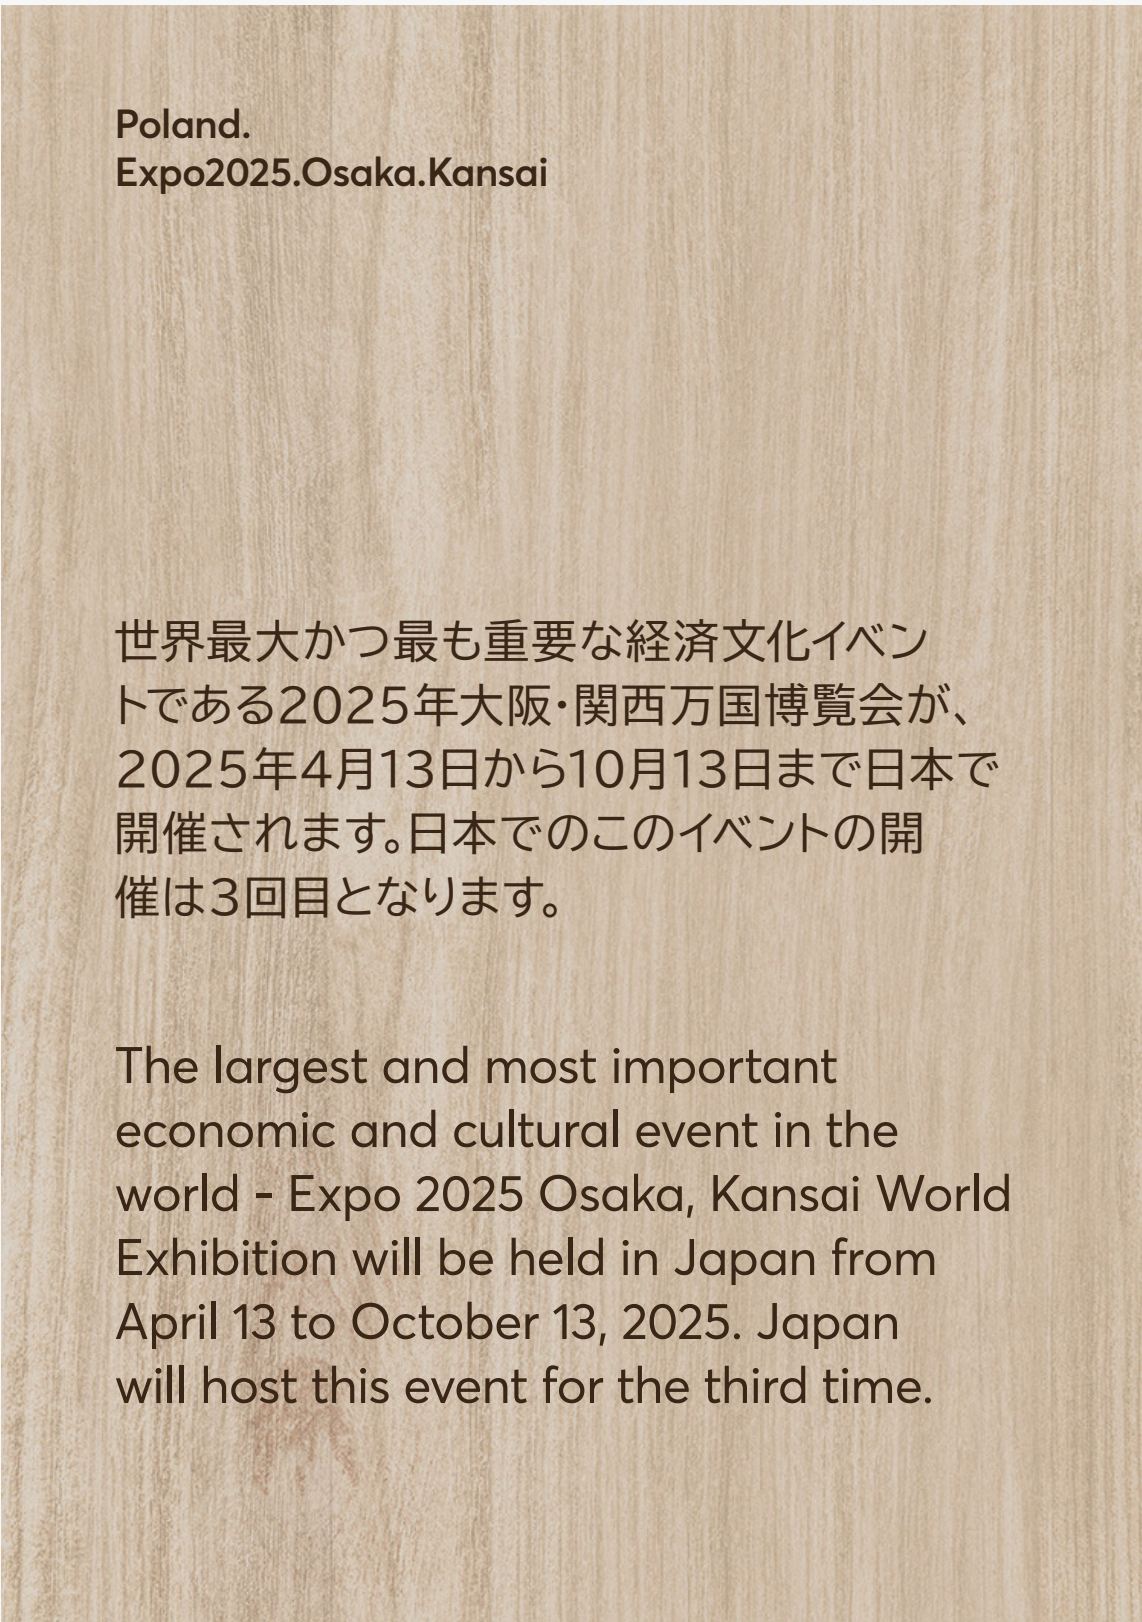 Poland.
Expo2025.Osaka.Kansai
世界最大かつ最も重要な経済文化イベン
トである2025年大阪・関西万国博覧会が、
2025年4月13日から10月13日まで日本で
開催されます。日本でのこのイベントの開
催は3回目となります。
The largest and most important
economic and cultural event in the
world - Expo 2025 Osaka, Kansai World
Exhibition will be held in Japan from
April 13 to October 13, 2025. Japan
will host this event for the third time.